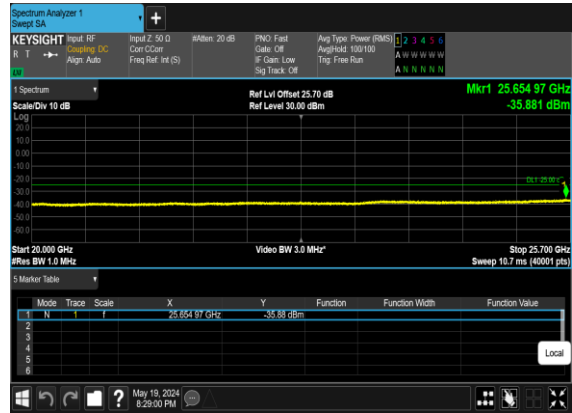 Spectrum Analyzer 1
Swept SA
+
KEYSIGHT
R T
LW
Input: RF
Coupling: DC
Align: Auto
Input Z: 50 Ω
Corr CCorr
Freq Ref: Int (S)
#Atten: 20 dB
PNO: Fast
Gate: Off
IF Gain: Low
Sig Track: Off
Avg Type: Power (RMS)
Avg|Hold: 100/100
Trig: Free Run
1 2 3 4 5 6
A W W W W W
A N N N N N
1 Spectrum
Scale/Div 10 dB
Log
Ref Lvl Offset 25.70 dB
Ref Level 30.00 dBm
Mkr1 25.654 97 GHz
-35.881 dBm
20.0
10.0
0.00
-10.0
-20.0
-30.0
-40.0
-50.0
-60.0
1
Start 20.000 GHz
#Res BW 1.0 MHz
Video BW 3.0 MHz*
Stop 25.700 GHz
Sweep 10.7 ms (40001 pts)
5 Marker Table
Mode Trace Scale X Y Function Function Width Function Value
1 N 1 f 25.654 97 GHz -35.88 dBm
2
3
4
5
6
Local
?
May 19, 2024
8:29:00 PM